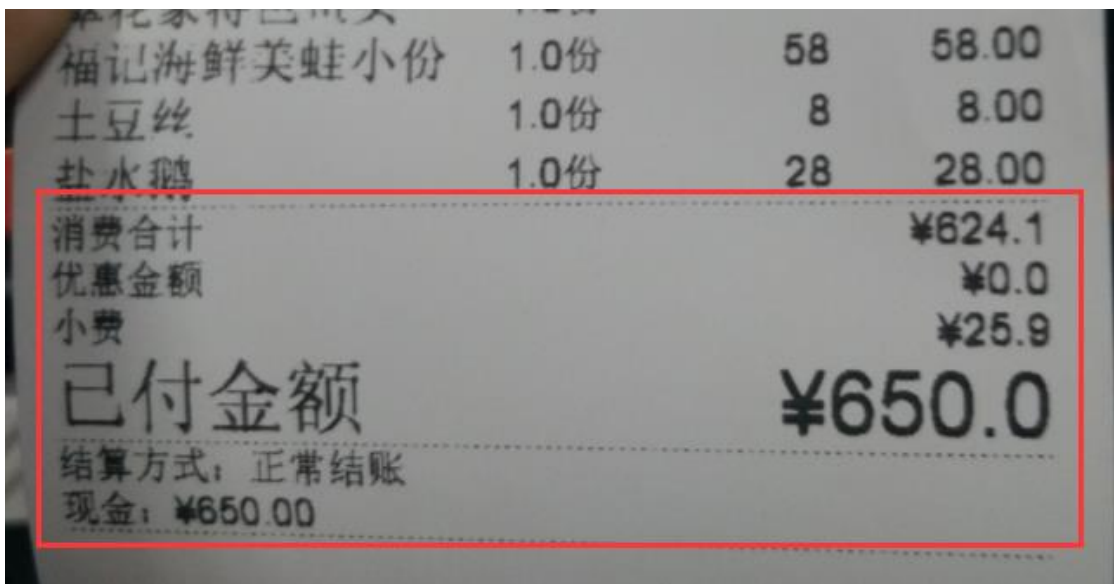 福记海鲜美蛙小份 1.0份 58 58.00
土豆丝 1.0份 8 8.00
盐水鹅 1.0份 28 28.00
消费合计 ¥624.1
优惠金额 ¥0.0
小费 ¥25.9
已付金额 ¥650.0
结算方式：正常结账
现金：¥650.00